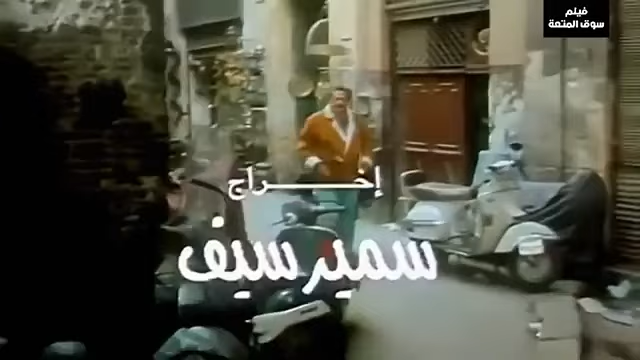 فيلم
سوق المتعة
إخراج
سمير سيف